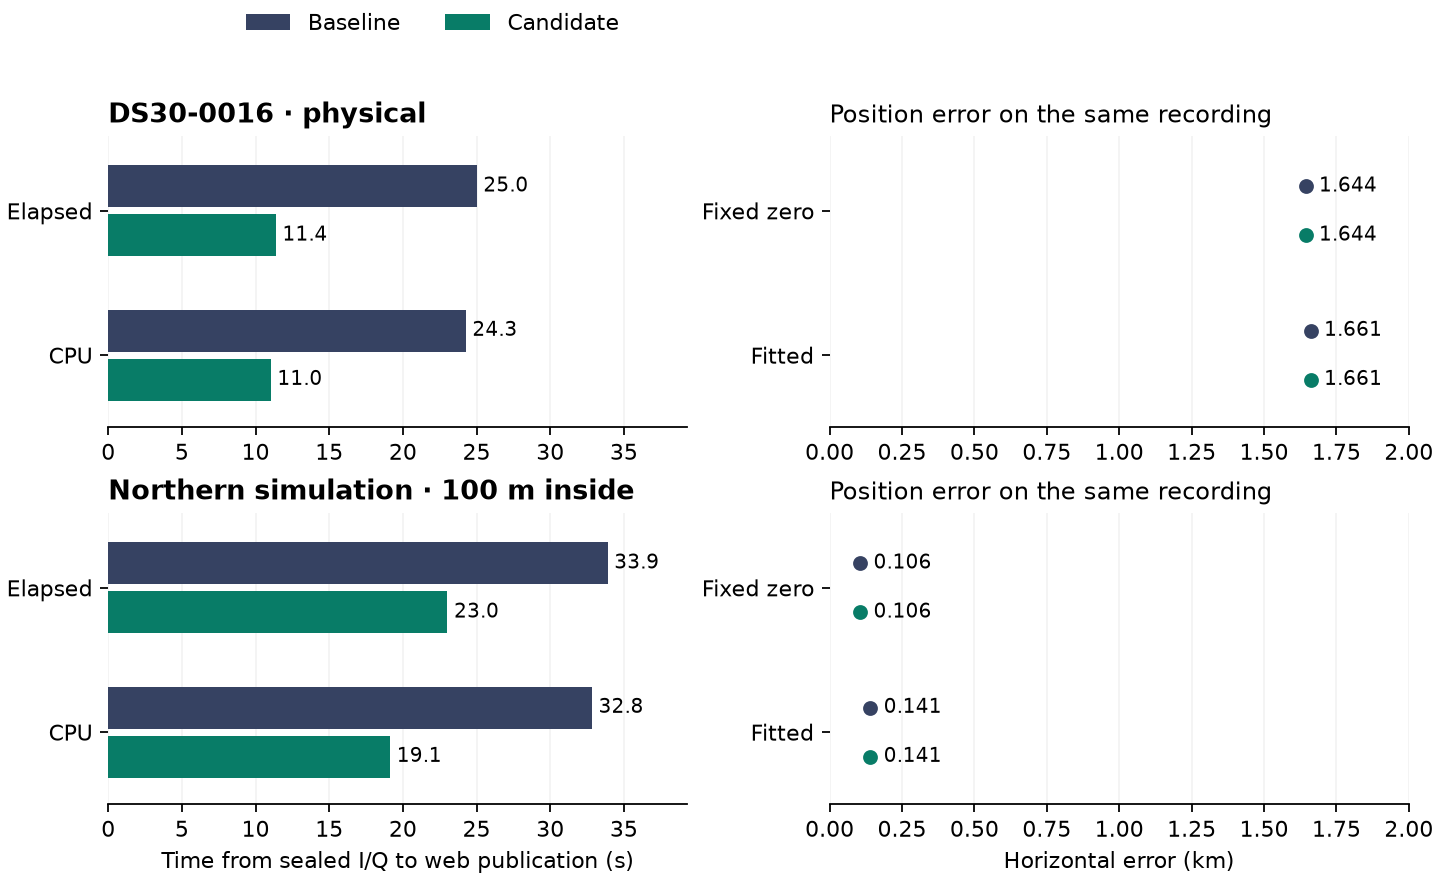 Baseline Candidate
DS30-0016 · physical
Elapsed
25.0
11.4
CPU
24.3
11.0
0 5 10 15 20 25 30 35
Position error on the same recording
Fixed zero
1.644
1.644
Fitted
1.661
1.661
0.00 0.25 0.50 0.75 1.00 1.25 1.50 1.75 2.00
Northern simulation · 100 m inside
Elapsed
33.9
23.0
CPU
32.8
19.1
0 5 10 15 20 25 30 35
Time from sealed I/Q to web publication (s)
Position error on the same recording
Fixed zero
0.106
0.106
Fitted
0.141
0.141
0.00 0.25 0.50 0.75 1.00 1.25 1.50 1.75 2.00
Horizontal error (km)